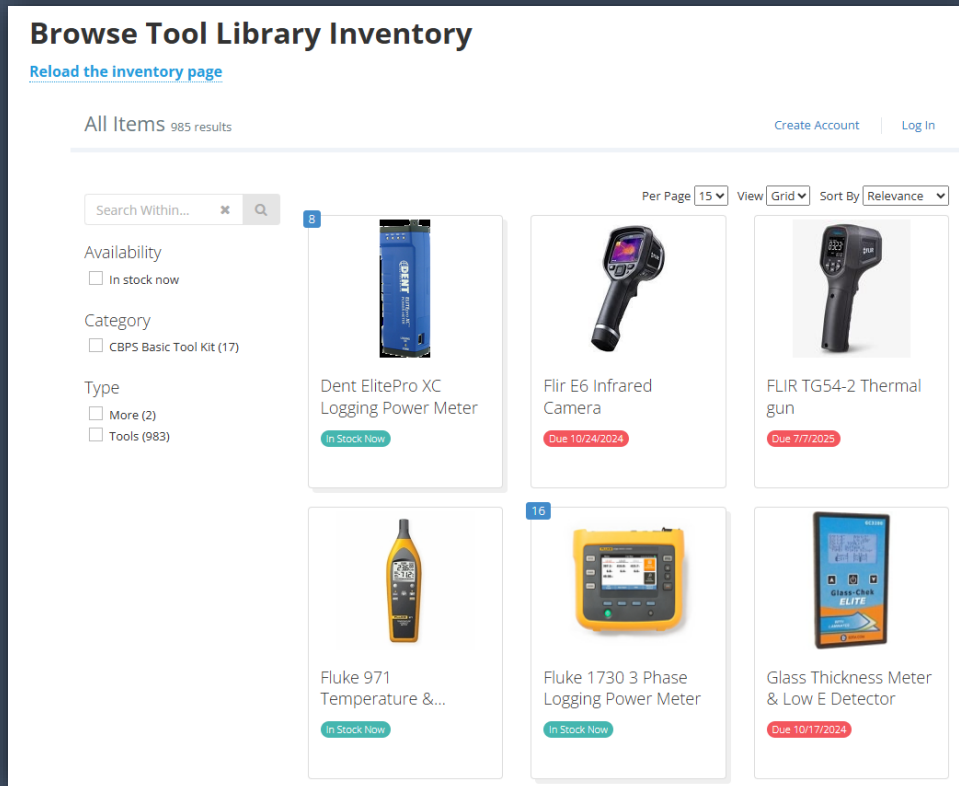 Browse Tool Library Inventory
Reload the inventory page
All Items 985 results
Create Account
Log In
Per Page 15 View Grid Sort By Relevance
Search Within...
Availability
In stock now
Category
CBPS Basic Tool Kit (17)
Type
More (2)
Tools (983)
8
DENT
Dent ElitePro XC
Logging Power Meter
In Stock Now
Flir E6 Infrared
Camera
Due 10/24/2024
FLIR TG54-2 Thermal
gun
Due 7/7/2025
Fluke 971
Temperature &...
In Stock Now
16
Fluke 1730 3 Phase
Logging Power Meter
In Stock Now
Glass-Chek
ELITE
Glass Thickness Meter
& Low E Detector
Due 10/17/2024